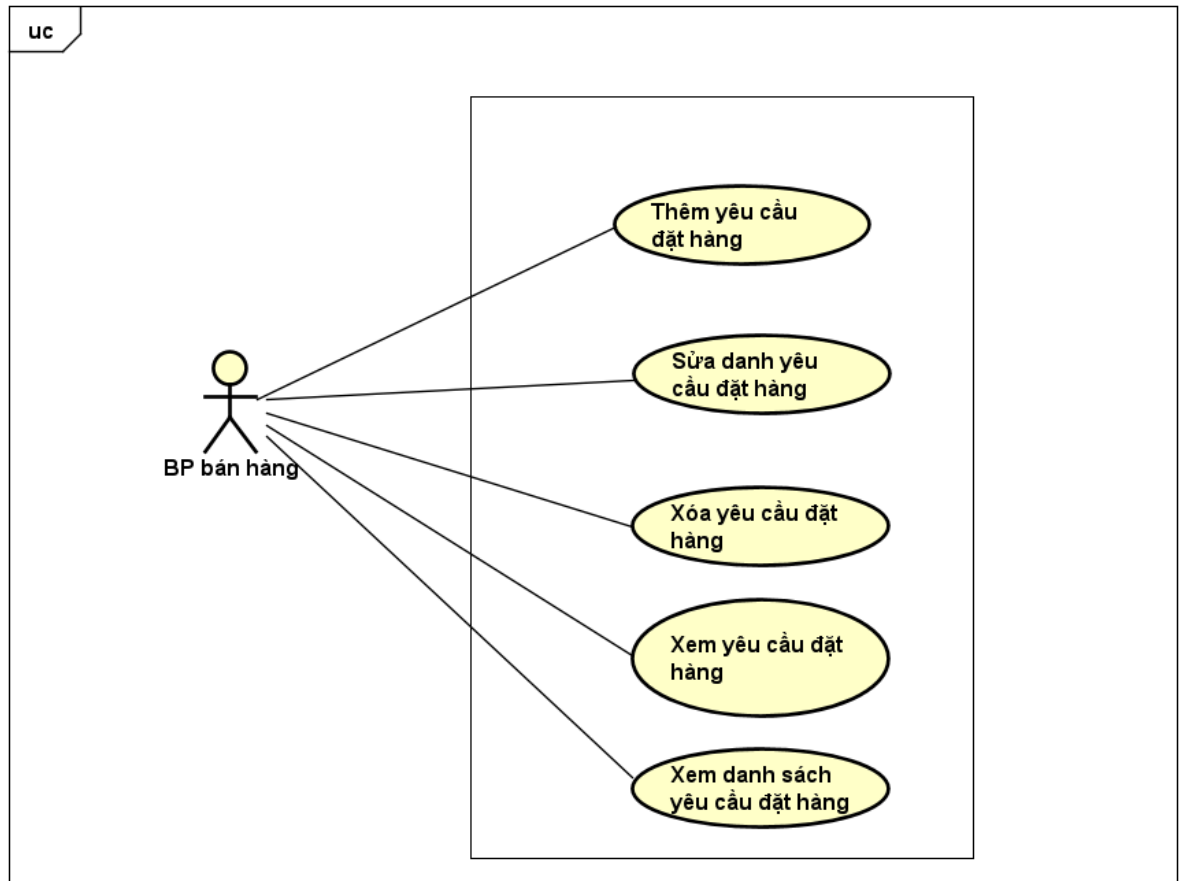 uc
Thêm yêu cầu
đặt hàng
Sửa danh yêu
cầu đặt hàng
BP bán hàng
Xóa yêu cầu đặt
hàng
Xem yêu cầu đặt
hàng
Xem danh sách
yêu cầu đặt hàng